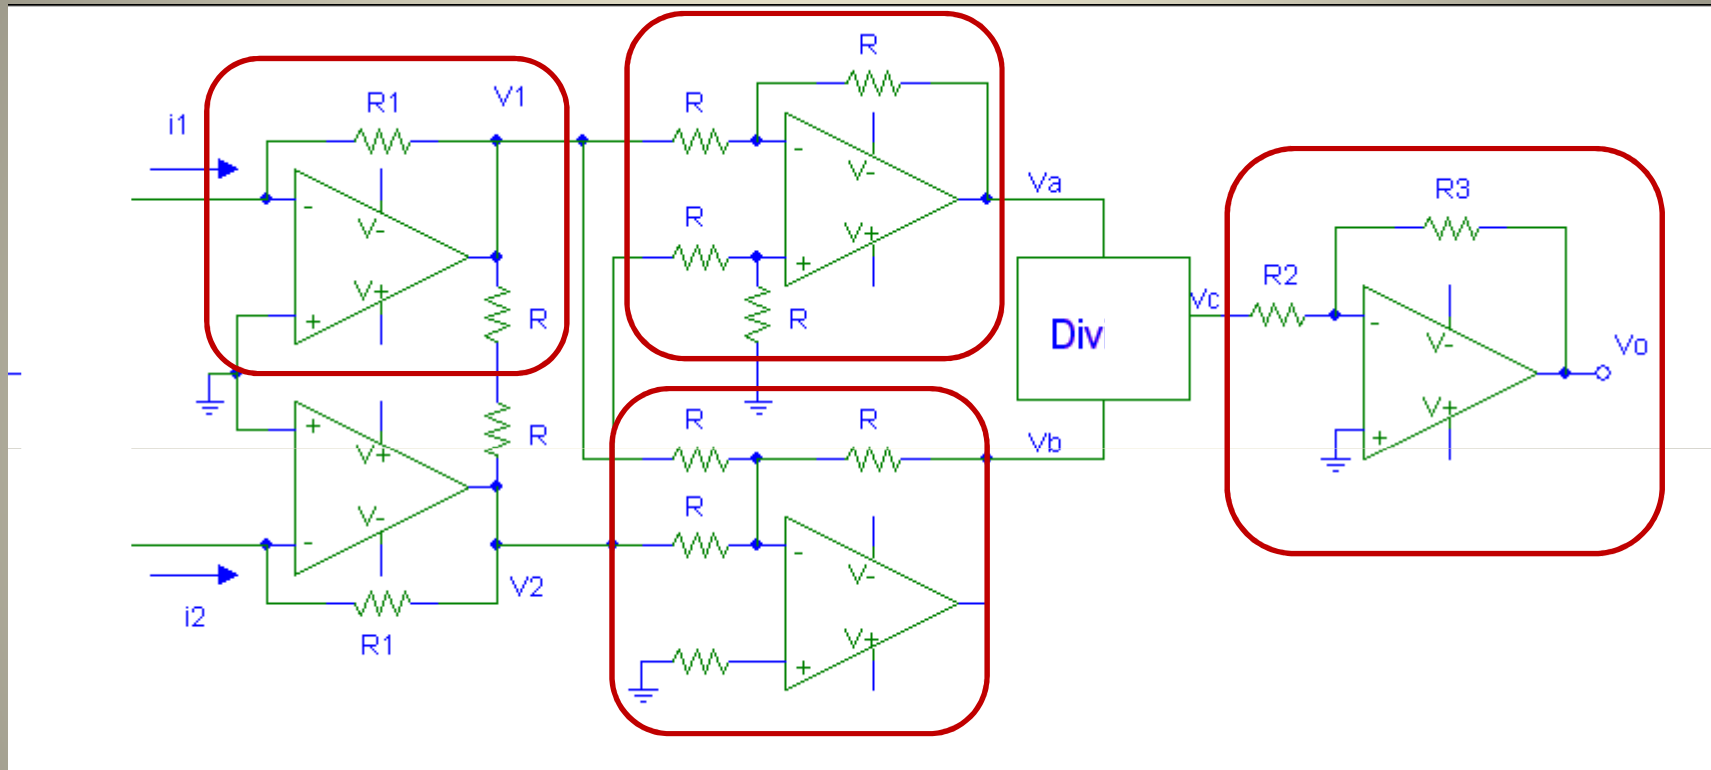 i1
R1
V1
-
V-
V+
+
R
R
R
R
-
V-
V+
+
R
Va
+
V+
V-
-
R
V2
i2
R1
R
R
R
-
V-
V+
+
Vb
Div
Vc
R2
R3
-
V-
V+
+
Vo